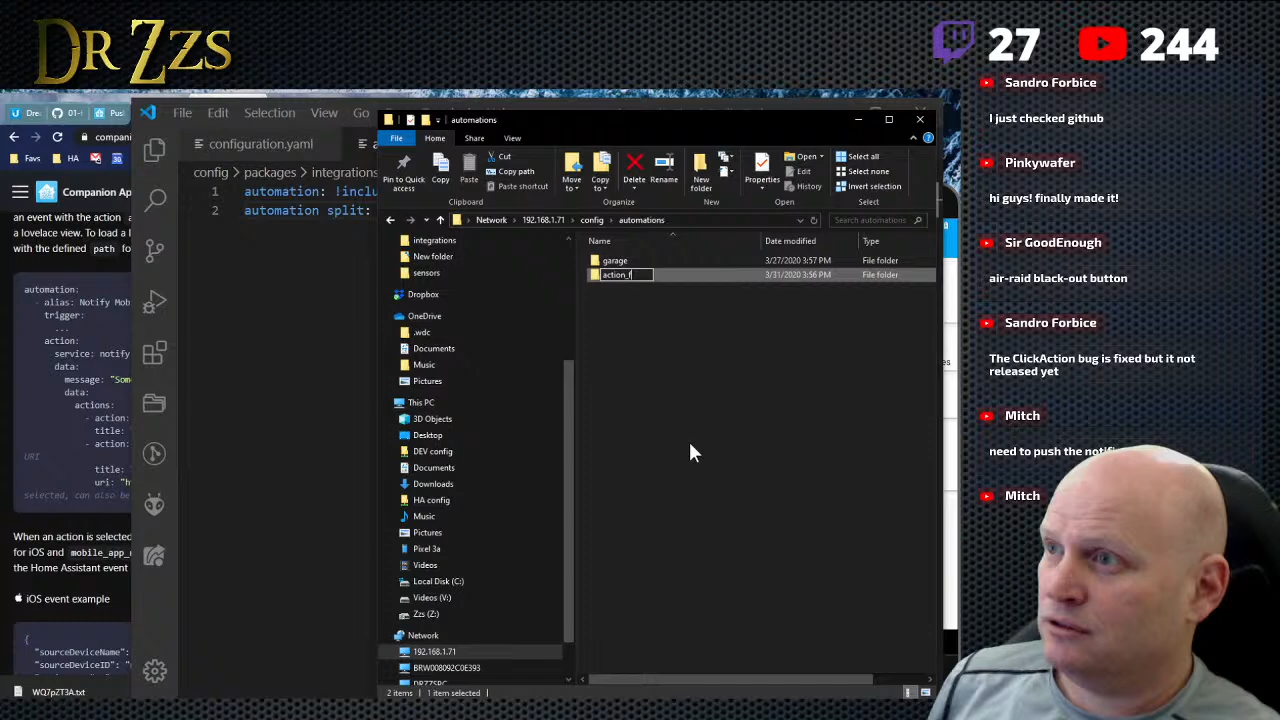 DR ZZS
27
244
Sandro Forbice
I just checked github
Pinkywafer
hi guys! finally made it!
Sir GoodEnough
air-raid black-out button
Sandro Forbice
The ClickAction bug is fixed but it not
released yet
Mitch
need to push the notifi
Mitch
companio
Favs
HA
Companion Ap
an event with the action
a lovelace view. To load a l
with the defined path fo
automation:
- alias: Notify Mob
trigger:
...
action:
service: notify
data:
message: "Som
data:
actions:
- action:
title:
- action:
URI
title:
uri: "h
selected, can also be
When an action is selected
for iOS and mobile_app_n
the Home Assistant event
iOS event example
{
"sourceDeviceName":
"sourceDeviceID":
WQ7pZT3A.txt
File Edit Selection View Go
configuration.yaml
config > packages > integrations
1 automation: !inclu
2 automation split:
automations
File Home Share View
Pin to Quick
access
Copy
Paste
Cut
Copy path
Paste shortcut
Clipboard
Move
to
Copy
to
Delete
Rename
Organize
New
folder
New
Properties
Open
Edit
History
Open
Select all
Select none
Invert selection
Select
Network > 192.168.1.71 > config > automations
Search automations
Name
Date modified
Type
garage
3/27/2020 3:57 PM
File folder
action_f
3/31/2020 3:56 PM
File folder
integrations
New folder
sensors
Dropbox
OneDrive
.wdc
Documents
Music
Pictures
This PC
3D Objects
Desktop
DEV config
Documents
Downloads
HA config
Music
Pictures
Pixel 3a
Videos
Local Disk (C:)
Videos (V:)
Zzs (Z:)
Network
192.168.1.71
BRW008092C0E393
DRZZSPC
2 items
1 item selected